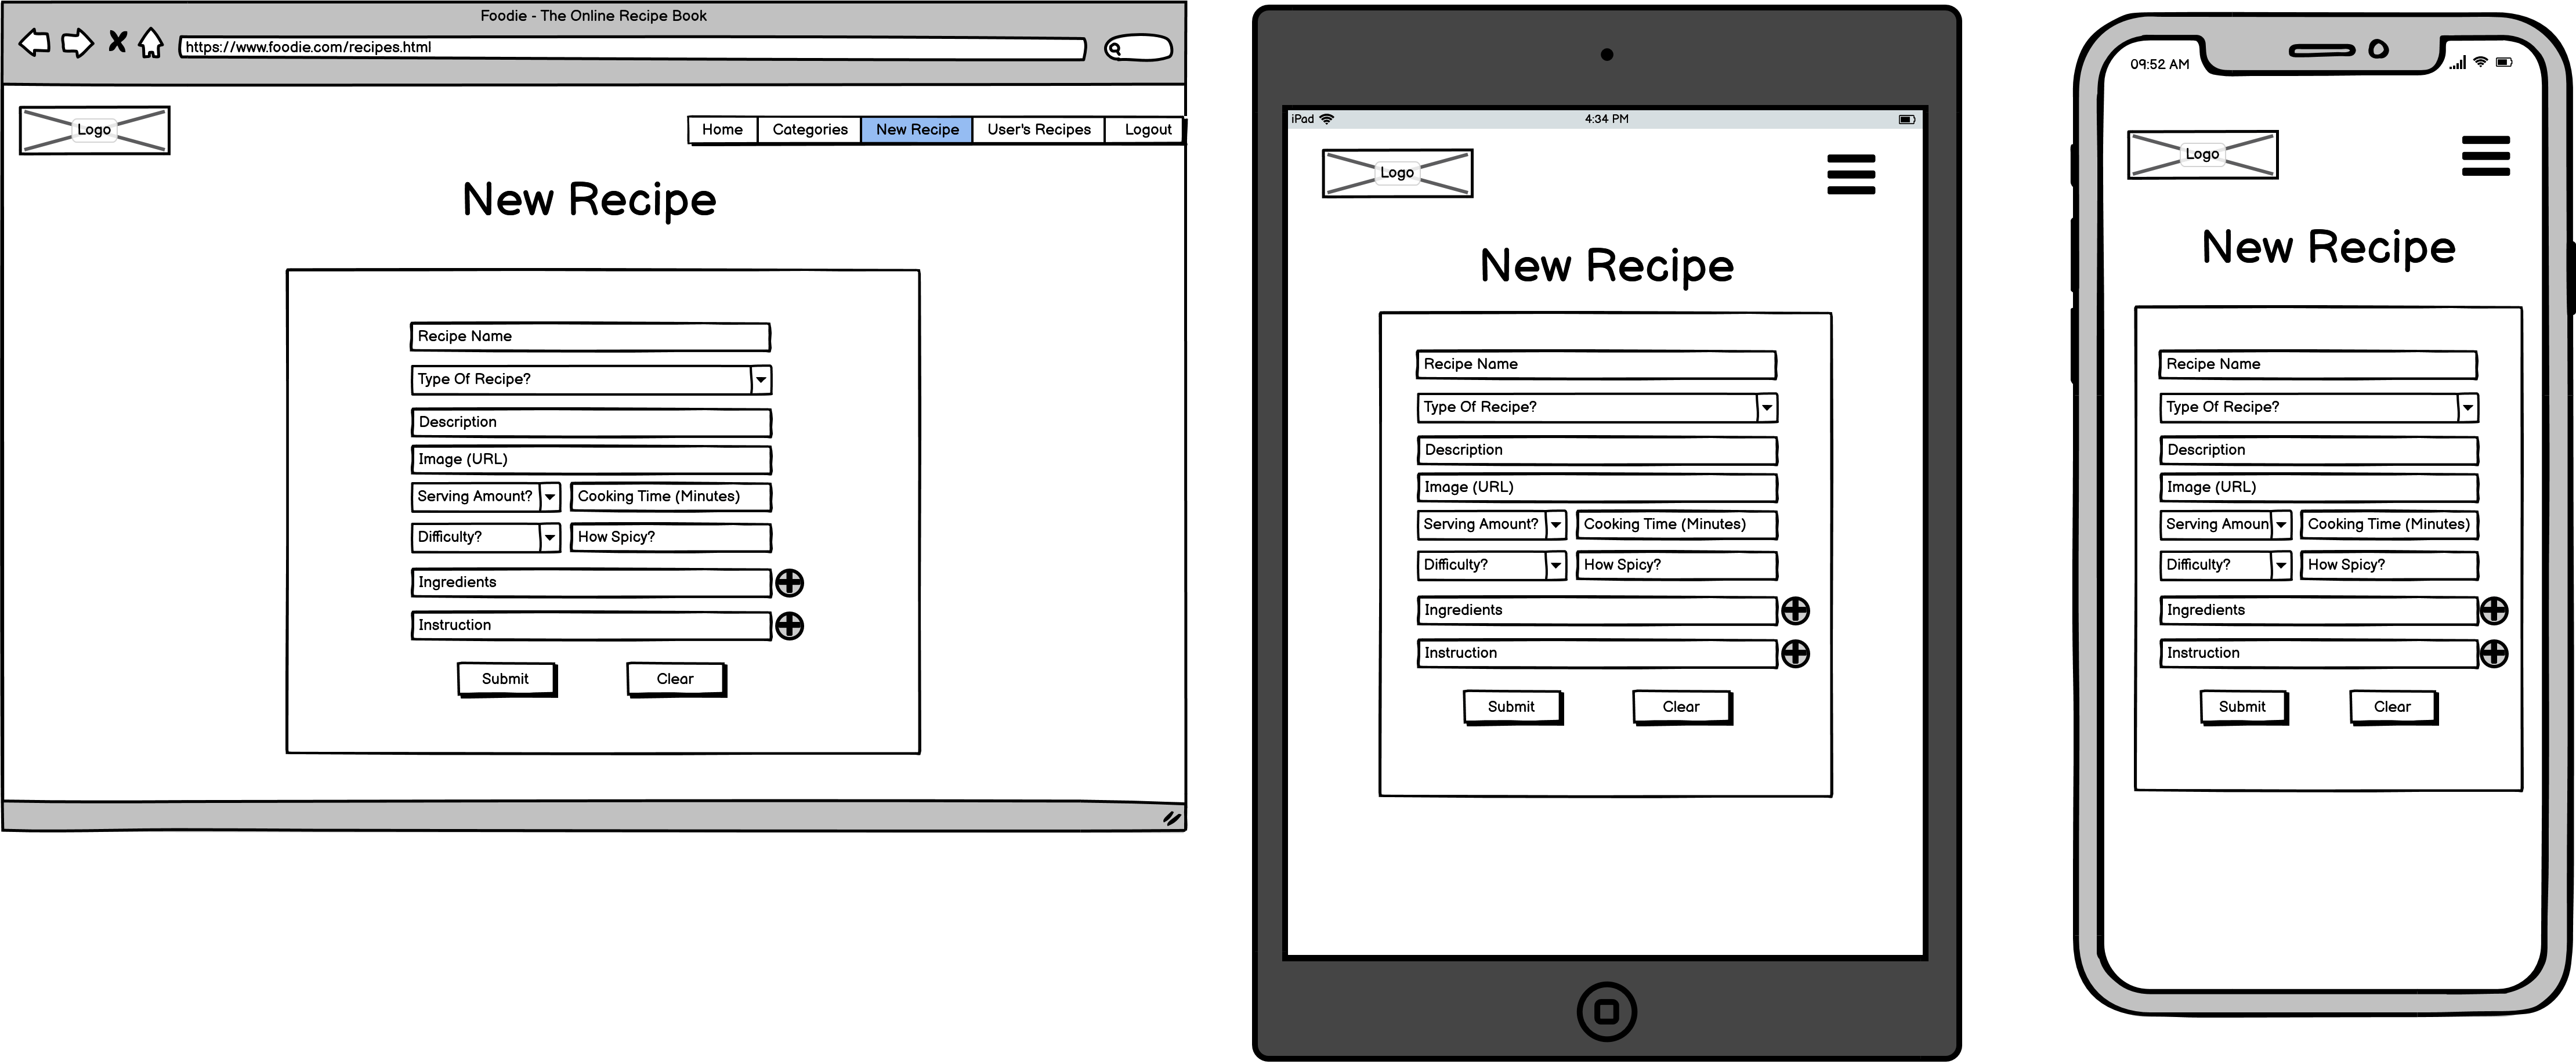 Foodie - The Online Recipe Book
https://www.foodie.com/recipes.html
Logo
Home Categories New Recipe User's Recipes Logout
New Recipe
Recipe Name
Type Of Recipe?
Description
Image (URL)
Serving Amount? Cooking Time (Minutes)
Difficulty? How Spicy?
Ingredients
Instruction
Submit Clear
iPad 4:34 PM
Logo
New Recipe
Recipe Name
Type Of Recipe?
Description
Image (URL)
Serving Amount? Cooking Time (Minutes)
Difficulty? How Spicy?
Ingredients
Instruction
Submit Clear
09:52 AM
Logo
New Recipe
Recipe Name
Type Of Recipe?
Description
Image (URL)
Serving Amoun Cooking Time (Minutes)
Difficulty? How Spicy?
Ingredients
Instruction
Submit Clear